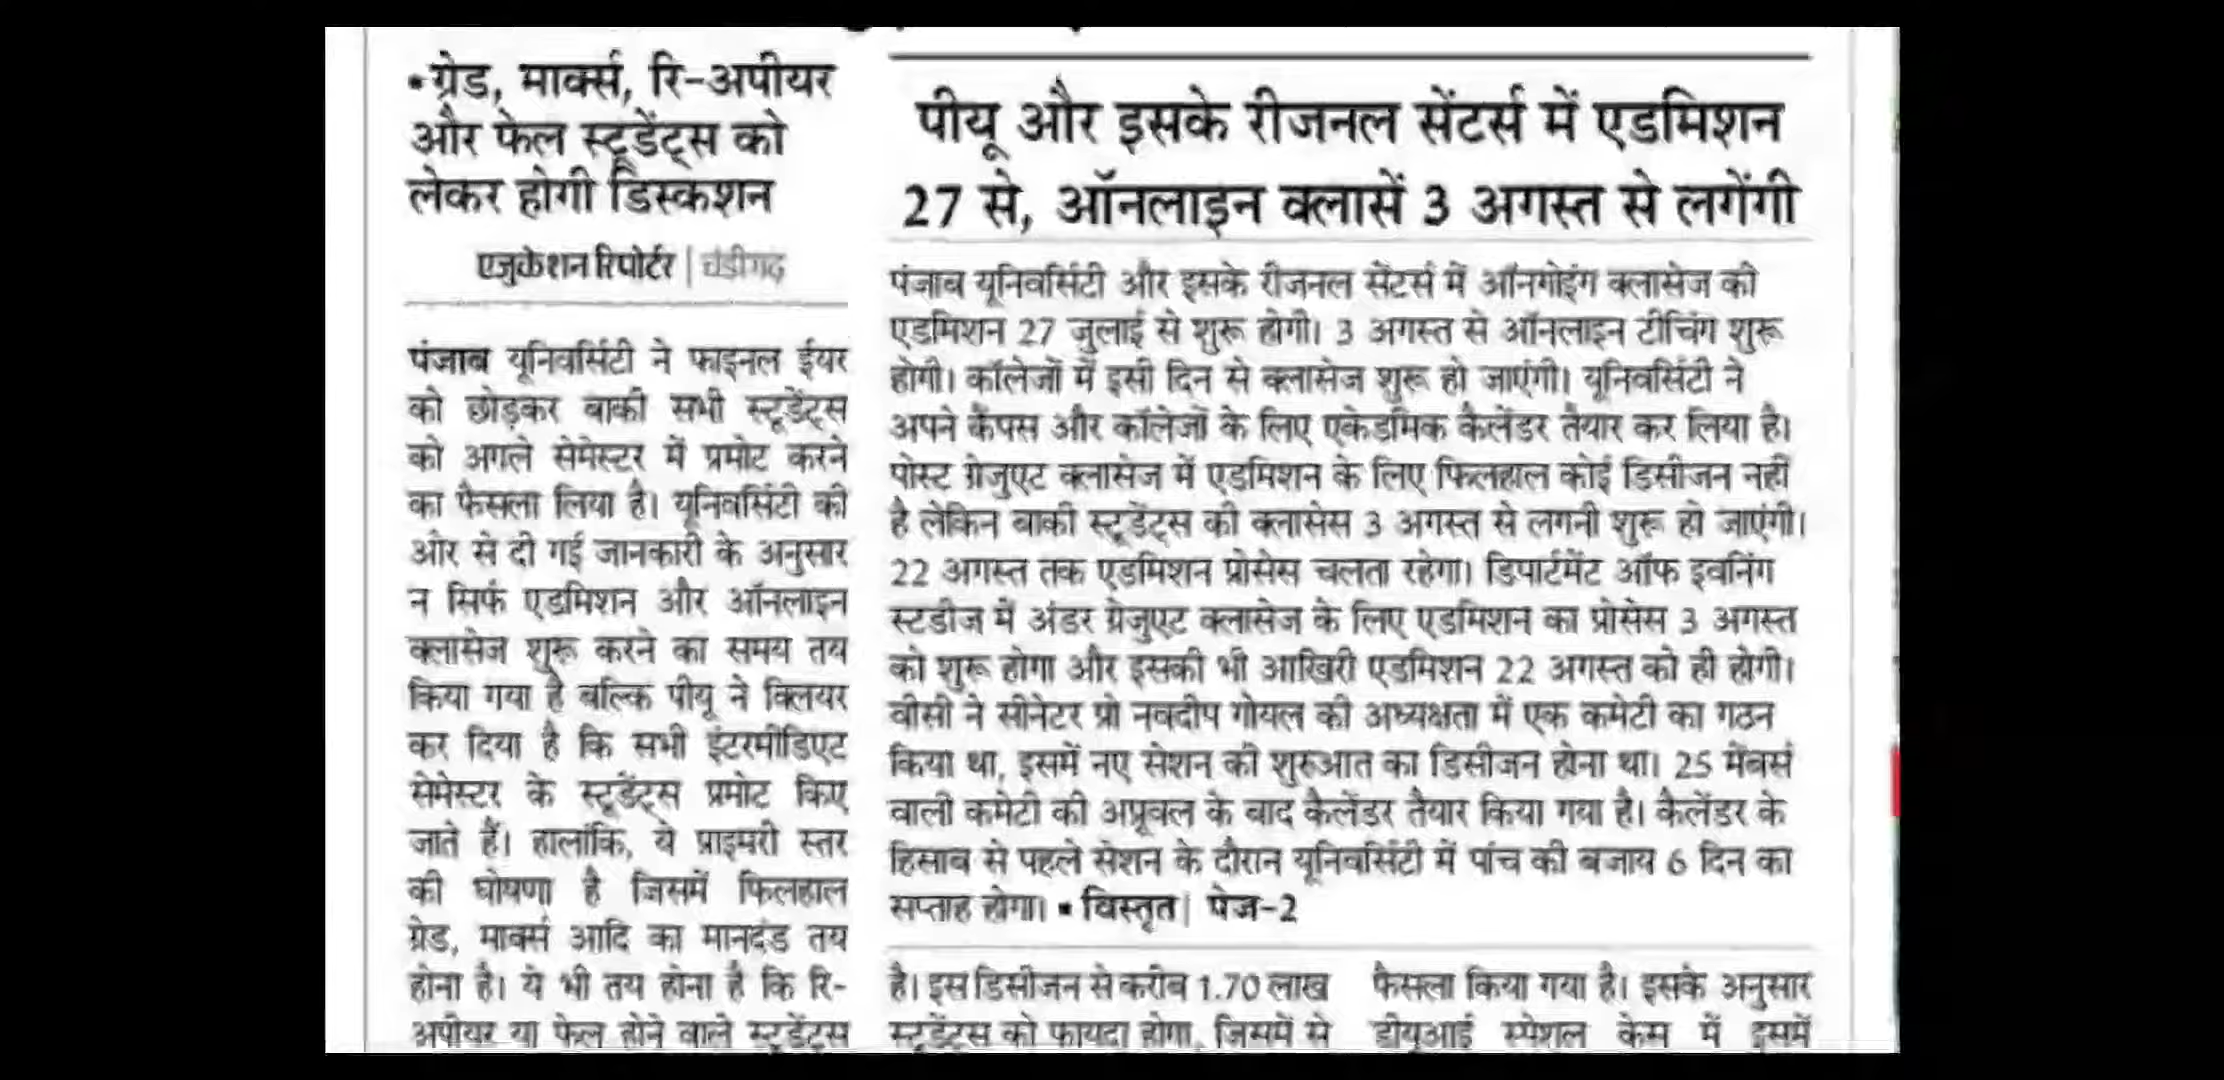 •ग्रेड, मार्क्स, रि-अपीयर
और फेल स्टूडेंट्स को
लेकर होगी डिस्कशन
एजुकेशन रिपोर्टर | चंडीगढ़
पंजाब यूनिवर्सिटी ने फाइनल ईयर
को छोड़कर बाकी सभी स्टूडेंट्स
को अगले सेमेस्टर में प्रमोट करने
का फैसला लिया है। यूनिवर्सिटी की
ओर से दी गई जानकारी के अनुसार
न सिर्फ एडमिशन और ऑनलाइन
क्लासेज शुरू करने का समय तय
किया गया है बल्कि पीयू ने क्लियर
कर दिया है कि सभी इंटरमीडिएट
सेमेस्टर के स्टूडेंट्स प्रमोट किए
जाते हैं। हालांकि, ये प्राइमरी स्तर
की घोषणा है जिसमें फिलहाल
ग्रेड, मार्क्स आदि का मानदंड तय
होना है। ये भी तय होना है कि रि-
अपीयर या फेल होने वाले स्टूडेंट्स
पीयू और इसके रीजनल सेंटर्स में एडमिशन
27 से, ऑनलाइन क्लासें 3 अगस्त से लगेंगी
पंजाब यूनिवर्सिटी और इसके रीजनल सेंटर्स में ऑनगोइंग क्लासेज की
एडमिशन 27 जुलाई से शुरू होगी। 3 अगस्त से ऑनलाइन टीचिंग शुरू
होगी। कॉलेजों में इसी दिन से क्लासेज शुरू हो जाएंगी। यूनिवर्सिटी ने
अपने कैंपस और कॉलेजों के लिए एकेडमिक कैलेंडर तैयार कर लिया है।
पोस्ट ग्रेजुएट क्लासेज में एडमिशन के लिए फिलहाल कोई डिसीजन नहीं
है लेकिन बाकी स्टूडेंट्स की क्लासेस 3 अगस्त से लगनी शुरू हो जाएंगी।
22 अगस्त तक एडमिशन प्रोसेस चलता रहेगा। डिपार्टमेंट ऑफ इवनिंग
स्टडीज में अंडर ग्रेजुएट क्लासेज के लिए एडमिशन का प्रोसेस 3 अगस्त
को शुरू होगा और इसकी भी आखिरी एडमिशन 22 अगस्त को ही होगी।
वीसी ने सीनेटर प्रो नवदीप गोयल की अध्यक्षता में एक कमेटी का गठन
किया था, इसमें नए सेशन की शुरुआत का डिसीजन होना था। 25 मेंबर्स
वाली कमेटी की अप्रूवल के बाद कैलेंडर तैयार किया गया है। कैलेंडर के
हिसाब से पहले सेशन के दौरान यूनिवर्सिटी में पांच की बजाय 6 दिन का
सप्ताह होगा। • विस्तृत | पेज-2
है। इस डिसीजन से करीब 1.70 लाख
स्टूडेंट्स को फायदा होगा, जिसमें से
फैसला किया गया है। इसके अनुसार
डीयूआई स्पेशल केस में इसमें